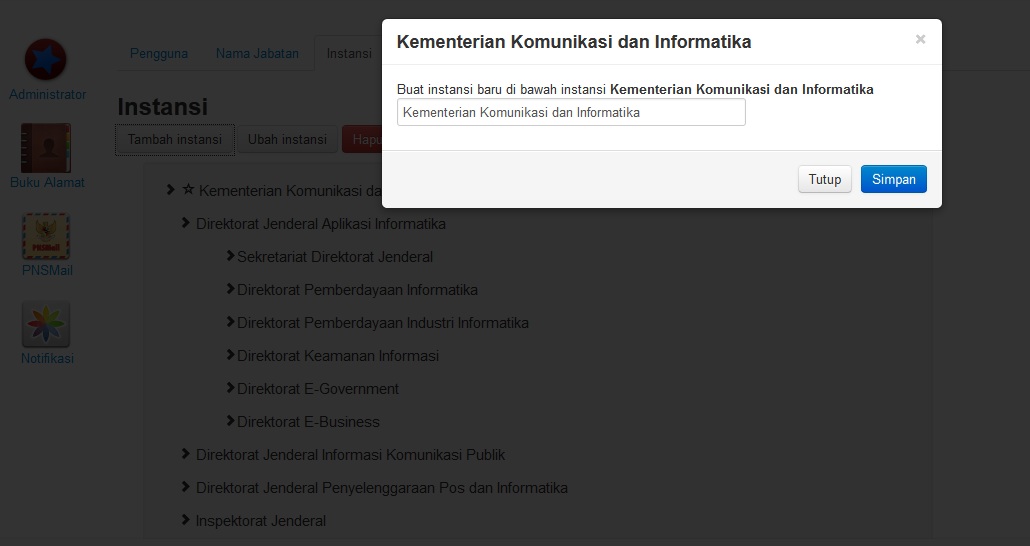 Kementerian Komunikasi dan Informatika ×
Pengguna Nama Jabatan Instansi
Buat instansi baru di bawah instansi Kementerian Komunikasi dan Informatika
Kementerian Komunikasi dan Informatika
Tutup Simpan
Administrator
Buku Alamat
PNSMail
PNSMail
Notifikasi
Instansi
Tambah instansi Ubah instansi Hapu
Kementerian Komunikasi da
Direktorat Jenderal Aplikasi Informatika
Sekretariat Direktorat Jenderal
Direktorat Pemberdayaan Informatika
Direktorat Pemberdayaan Industri Informatika
Direktorat Keamanan Informasi
Direktorat E-Government
Direktorat E-Business
Direktorat Jenderal Informasi Komunikasi Publik
Direktorat Jenderal Penyelenggaraan Pos dan Informatika
Inspektorat Jenderal